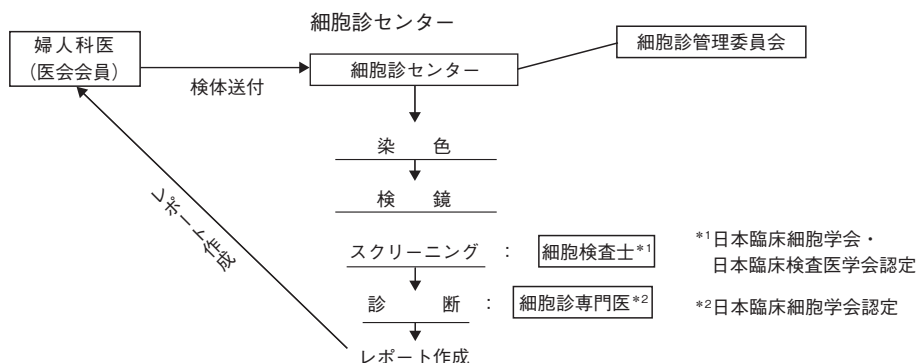 細胞診センター
婦人科医
（医会会員）
検体送付
細胞診センター
細胞診管理委員会
染　色
検　鏡
レポート作成
スクリーニング　：　細胞検査士*1
*1日本臨床細胞学会・
日本臨床検査医学会認定
診　断　：　細胞診専門医*2
*2日本臨床細胞学会認定
レポート作成